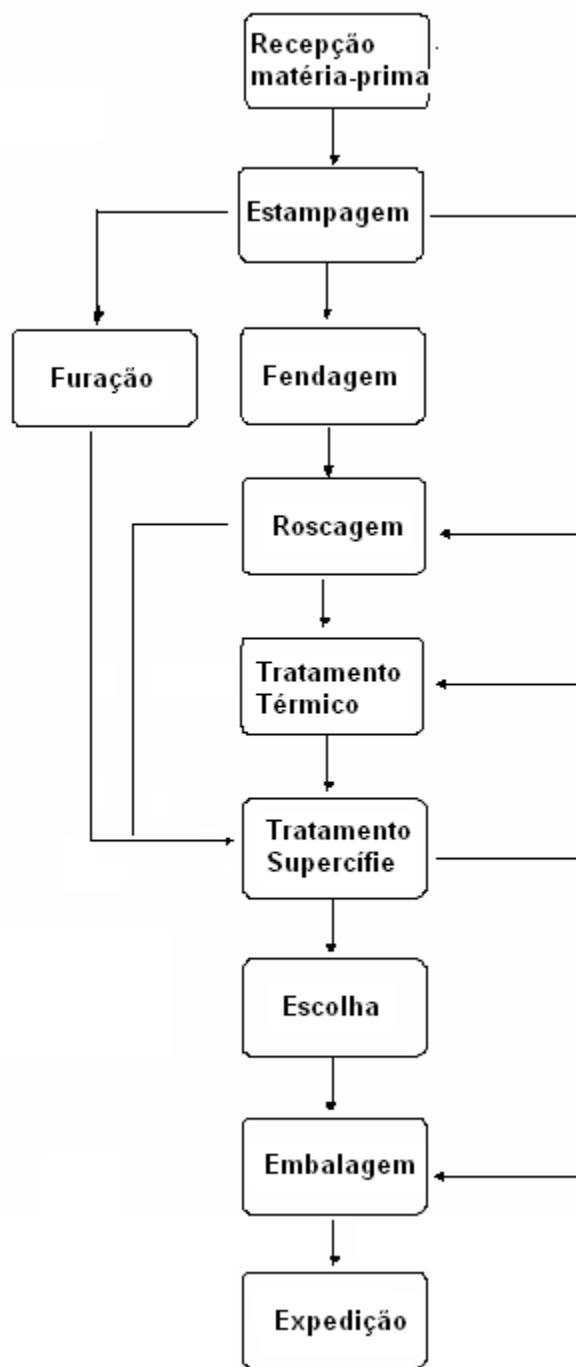 Recepção
matéria-prima
Estampagem
Furação
Fendagem
Roscagem
Tratamento
Térmico
Tratamento
Supercífie
Escolha
Embalagem
Expedição